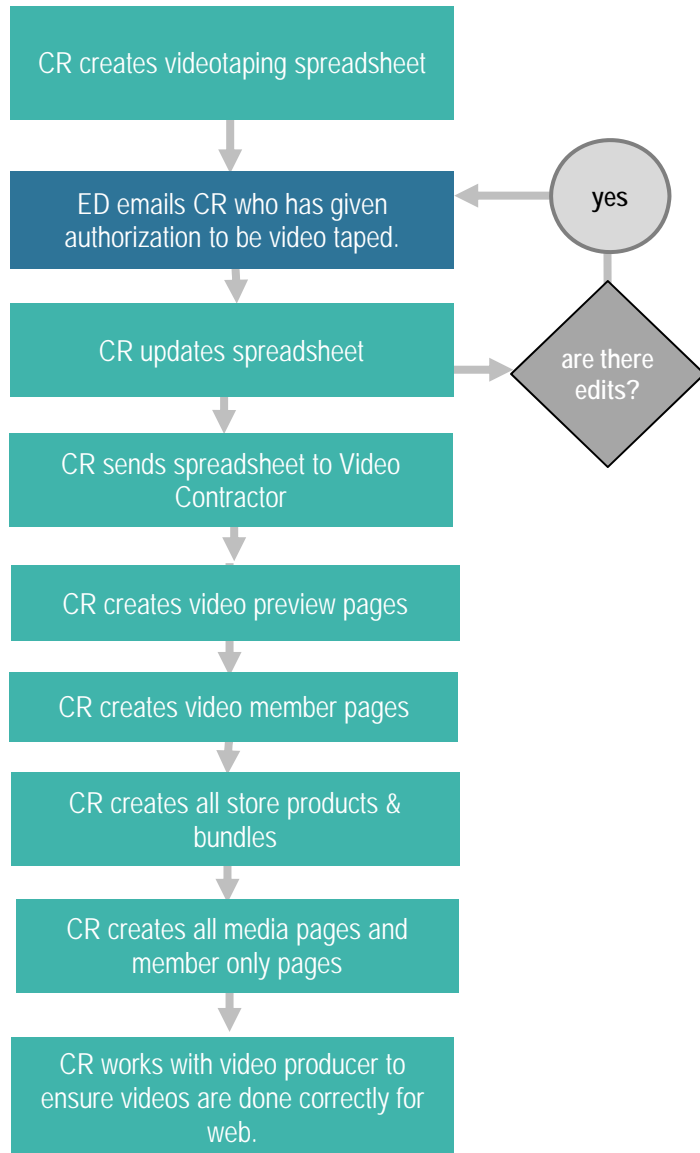 CR creates videotaping spreadsheet
ED emails CR who has given
authorization to be video taped.
yes
CR updates spreadsheet
are there
edits?
CR sends spreadsheet to Video
Contractor
CR creates video preview pages
CR creates video member pages
CR creates all store products &
bundles
CR creates all media pages and
member only pages
CR works with video producer to
ensure videos are done correctly for
web.